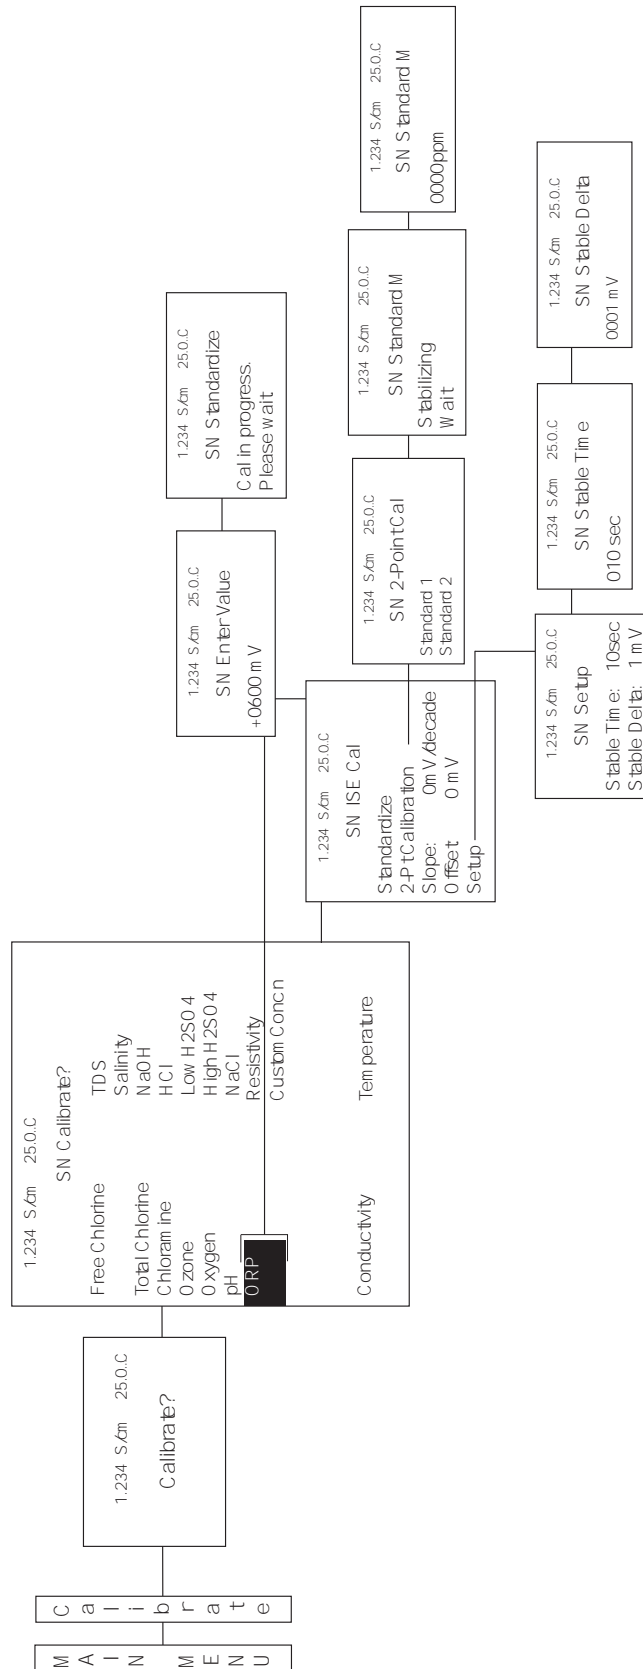 MAIN MENU
Calibrate
1.234 S/cm 25.0.C
Calibrate?
1.234 S/cm 25.0.C
SN Calibrate?
Free Chlorine TDS
Salinity
Total Chlorine NaOH
Chloramine HCl
Ozone Low H2SO4
Oxygen High H2SO4
pH NaCl
ORP Resistivity
Custom Concn
Conductivity Temperature
1.234 S/cm 25.0.C
SN ISE Cal
Standardize
2-Pt Calibration
Slope: 0mV/decade
Offset: 0 mV
Setup
1.234 S/cm 25.0.C
SN Enter Value
+0600 mV
1.234 S/cm 25.0.C
SN Standardize
Cal in progress.
Please wait
1.234 S/cm 25.0.C
SN 2-Point Cal
Standard 1
Standard 2
1.234 S/cm 25.0.C
SN Standard M
Stabilizing
Wait
1.234 S/cm 25.0.C
SN Standard M
0000ppm
1.234 S/cm 25.0.C
SN Setup
Stable Time: 10sec
Stable Delta: 1 mV
1.234 S/cm 25.0.C
SN Stable Time
010 sec
1.234 S/cm 25.0.C
SN Stable Delta
0001 mV